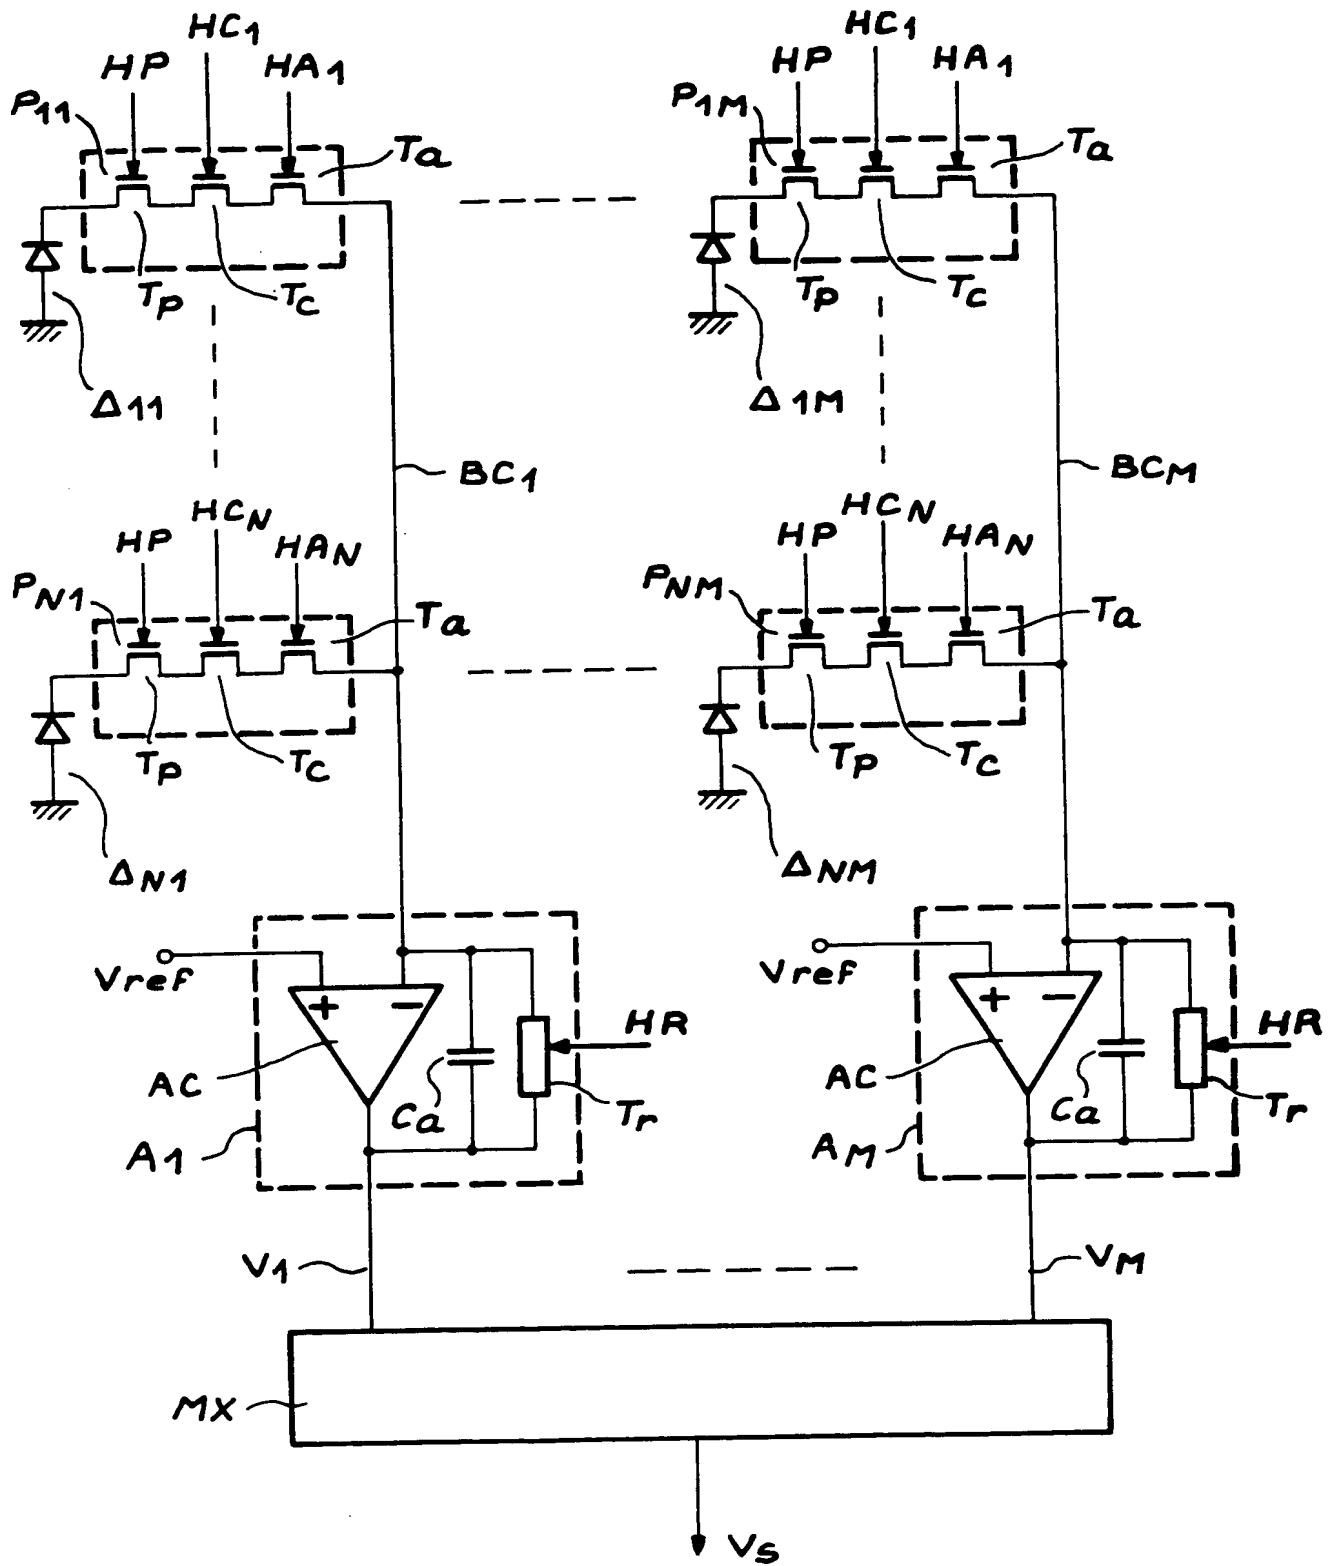 HC1 HC1
HP HA1 HP HA1
P11 P1M
Ta Ta
Tp Tc Tp Tc
Δ11 Δ1M
BC1 BCM
HCN HCN
HP HAN HP HAN
PN1 PNM
Ta Ta
Tp Tc Tp Tc
ΔN1 ΔNM
Vref Vref
+ − + −
HR HR
AC Ca Tr AC Ca Tr
A1 AM
V1 VM
MX
Vs